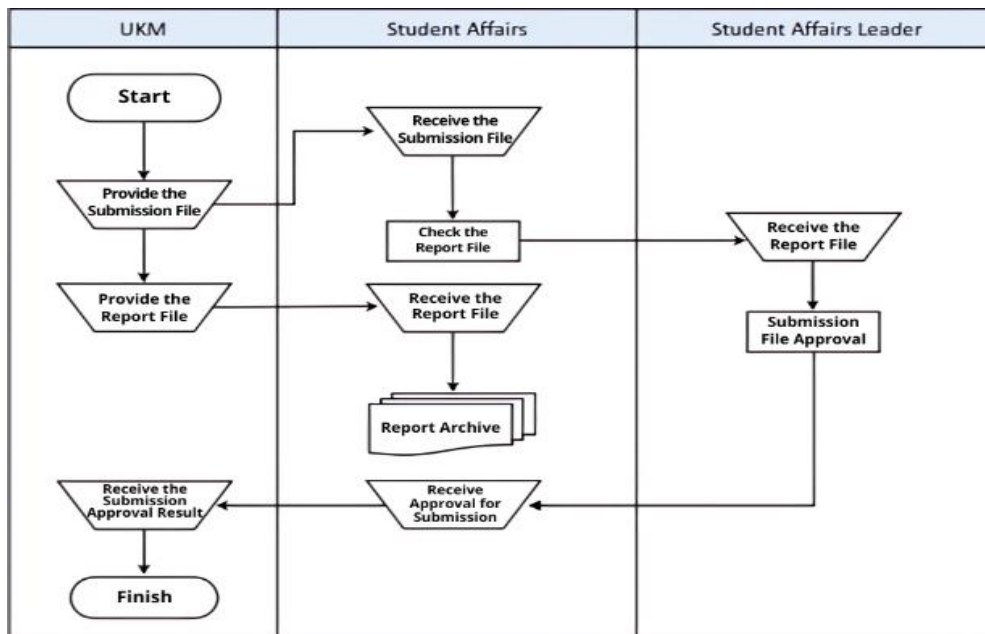 UKM
Student Affairs
Student Affairs Leader
Start
Provide the
Submission File
Provide the
Report File
Receive the
Submission
Approval Result
Finish
Receive the
Submission File
Check the
Report File
Receive the
Report File
Report Archive
Receive
Approval for
Submission
Receive the
Report File
Submission
File Approval